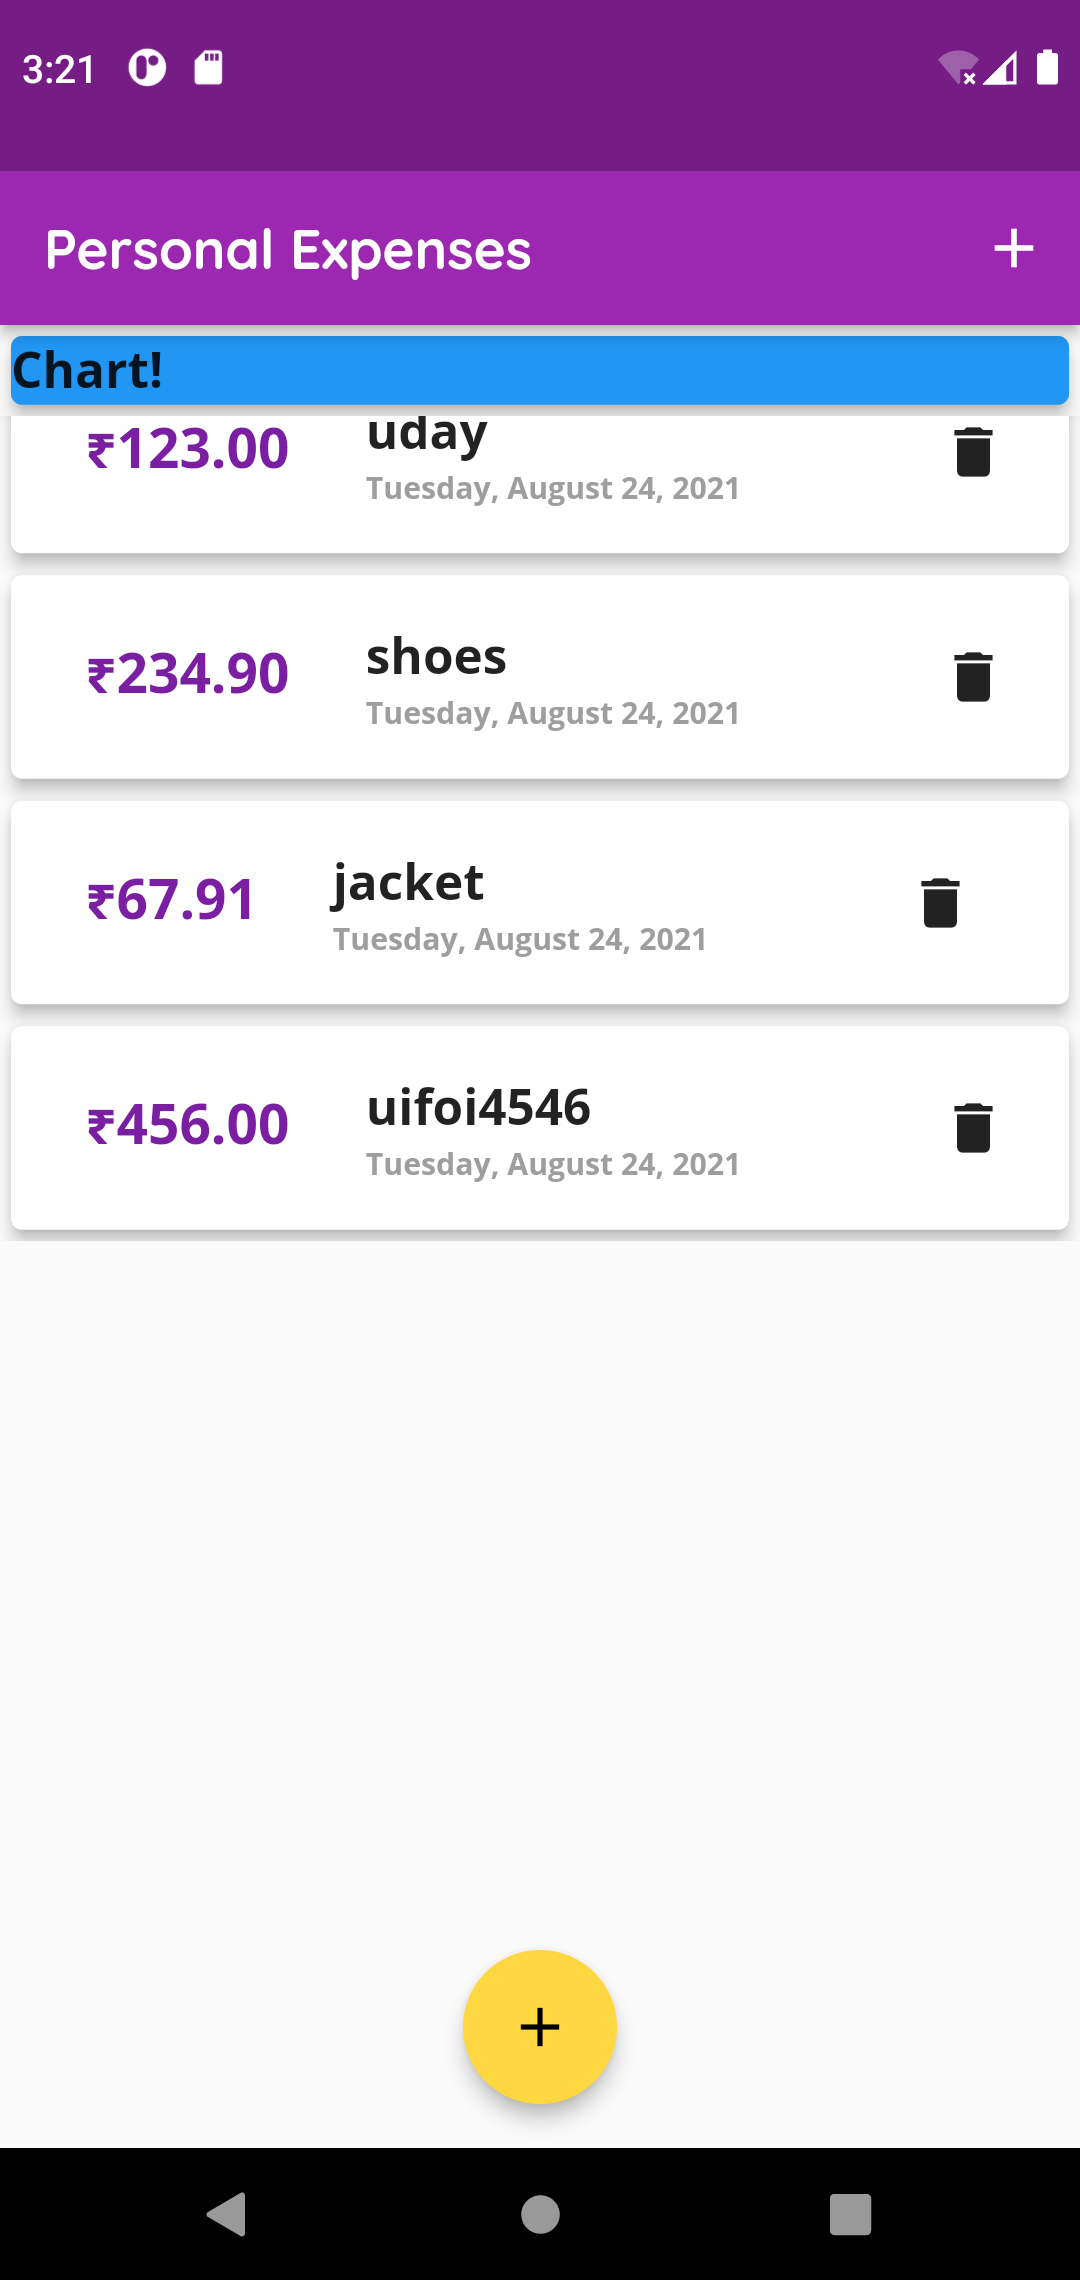 3:21
Personal Expenses
Chart!
₹123.00 uday
Tuesday, August 24, 2021
₹234.90 shoes
Tuesday, August 24, 2021
₹67.91 jacket
Tuesday, August 24, 2021
₹456.00 uifoi4546
Tuesday, August 24, 2021